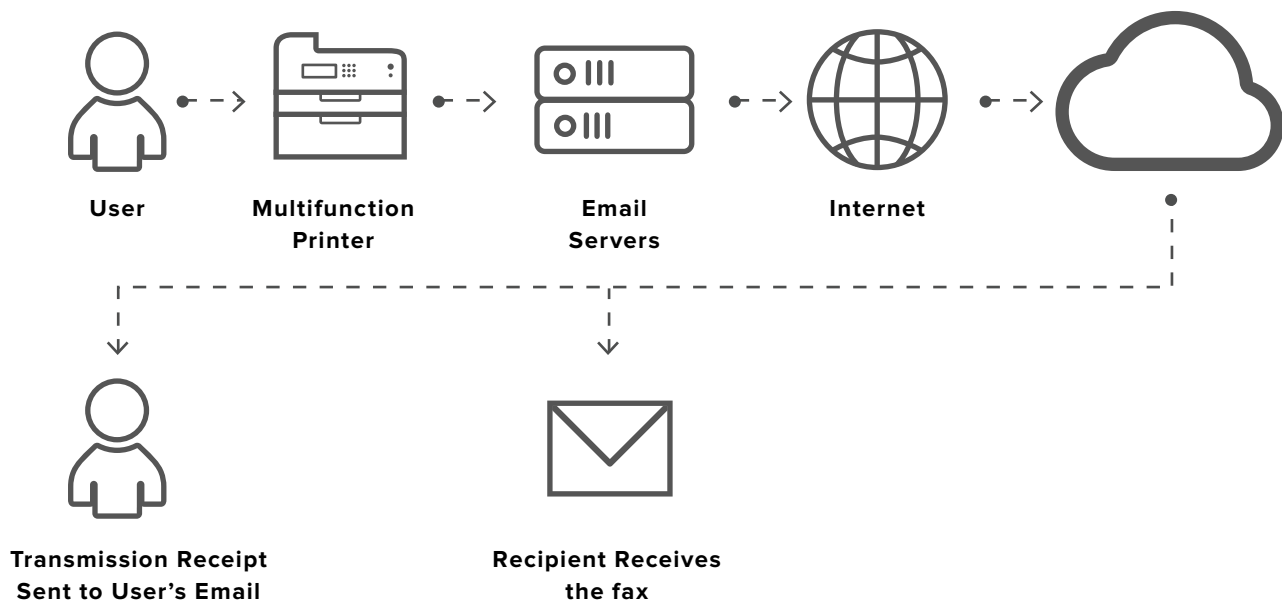 User
Multifunction
Printer
Email
Servers
Internet
Transmission Receipt
Sent to User’s Email
Recipient Receives
the fax